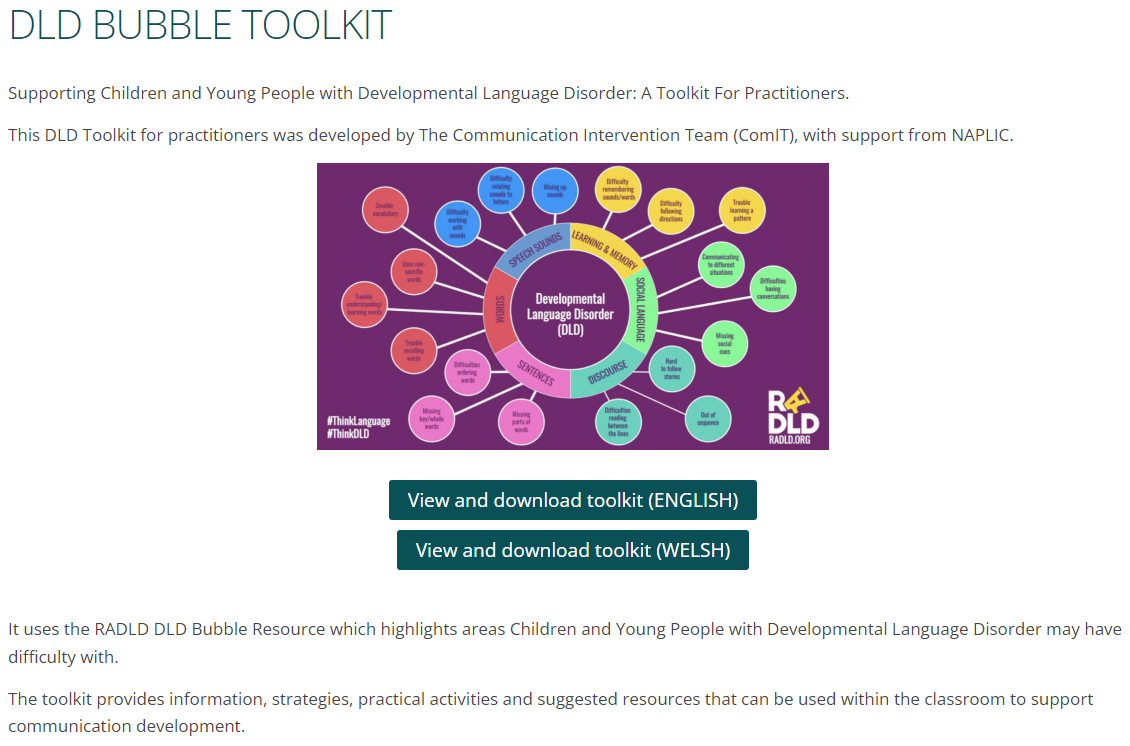 DLD BUBBLE TOOLKIT
Supporting Children and Young People with Developmental Language Disorder: A Toolkit For Practitioners.
This DLD Toolkit for practitioners was developed by The Communication Intervention Team (ComIT), with support from NAPLIC.
Difficulty
relating
sounds to
letters
Mixing up
sounds
Difficulty
remembering
sounds/words
Difficulty
following
directions
Trouble
learning a
pattern
Smaller
vocabulary
Difficulty
working
with
sounds
SPEECH SOUNDS
LEARNING & MEMORY
Communicating
in different
situations
Uses non-
specific
words
Difficulties
having
conversations
Trouble
understanding/
learning words
WORDS
Developmental
Language Disorder
(DLD)
SOCIAL LANGUAGE
Missing
social
cues
Trouble
recalling
words
Difficulties
ordering
words
SENTENCES
DISCOURSE
Hard
to follow
stories
Missing
key/whole
words
Missing
parts of
words
Difficulties
reading
between
the lines
Out of
sequence
#ThinkLanguage
#ThinkDLD
R
DLD
RADLD.ORG
View and download toolkit (ENGLISH)
View and download toolkit (WELSH)
It uses the RADLD DLD Bubble Resource which highlights areas Children and Young People with Developmental Language Disorder may have
difficulty with.
The toolkit provides information, strategies, practical activities and suggested resources that can be used within the classroom to support
communication development.